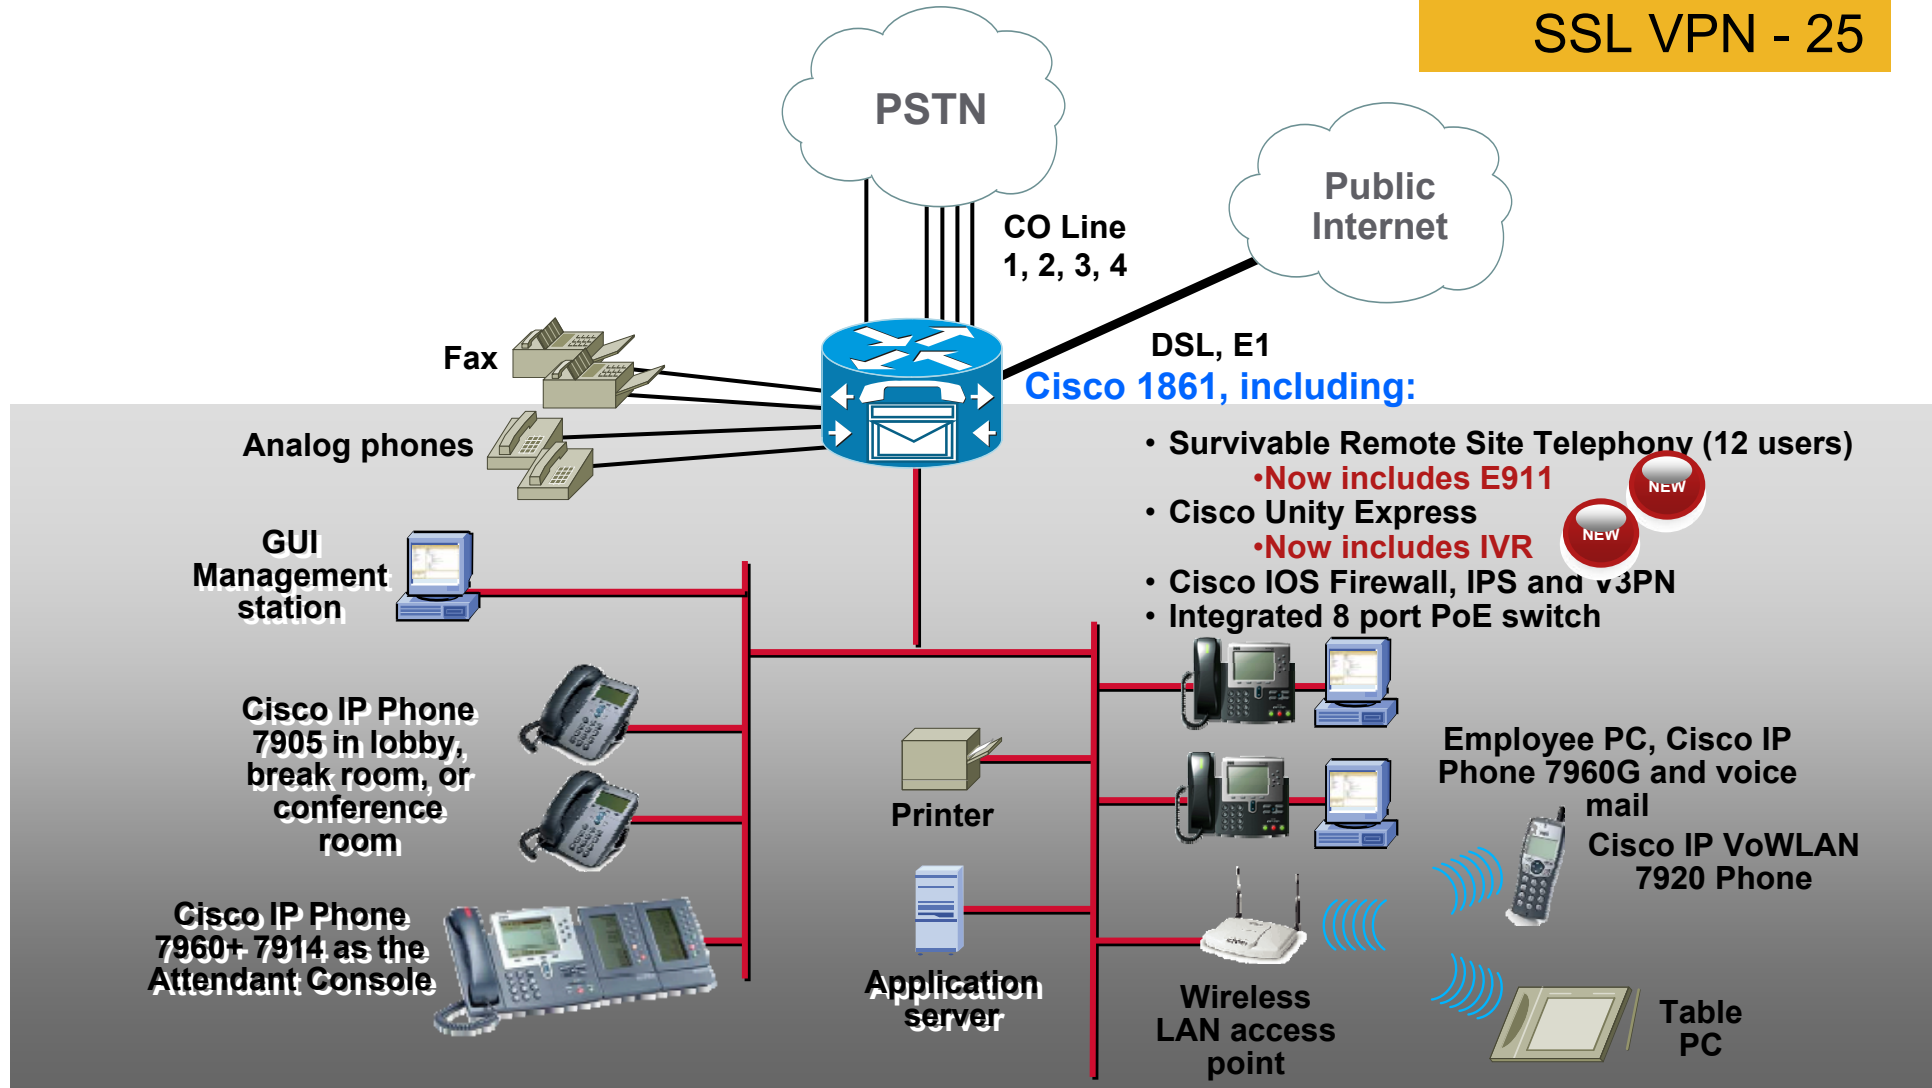 SSL VPN - 25
PSTN
Public
Internet
CO Line
1, 2, 3, 4
Fax
DSL, E1
Cisco 1861, including:
Analog phones
• Survivable Remote Site Telephony (12 users)
•Now includes E911
NEW
• Cisco Unity Express
•Now includes IVR
NEW
• Cisco IOS Firewall, IPS and V3PN
• Integrated 8 port PoE switch
GUI
Management
station
Cisco IP Phone
7905 in lobby,
break room, or
conference
room
Printer
Employee PC, Cisco IP
Phone 7960G and voice
mail
Cisco IP VoWLAN
7920 Phone
Cisco IP Phone
7960+ 7914 as the
Attendant Console
Application
server
Wireless
LAN access
point
Table
PC